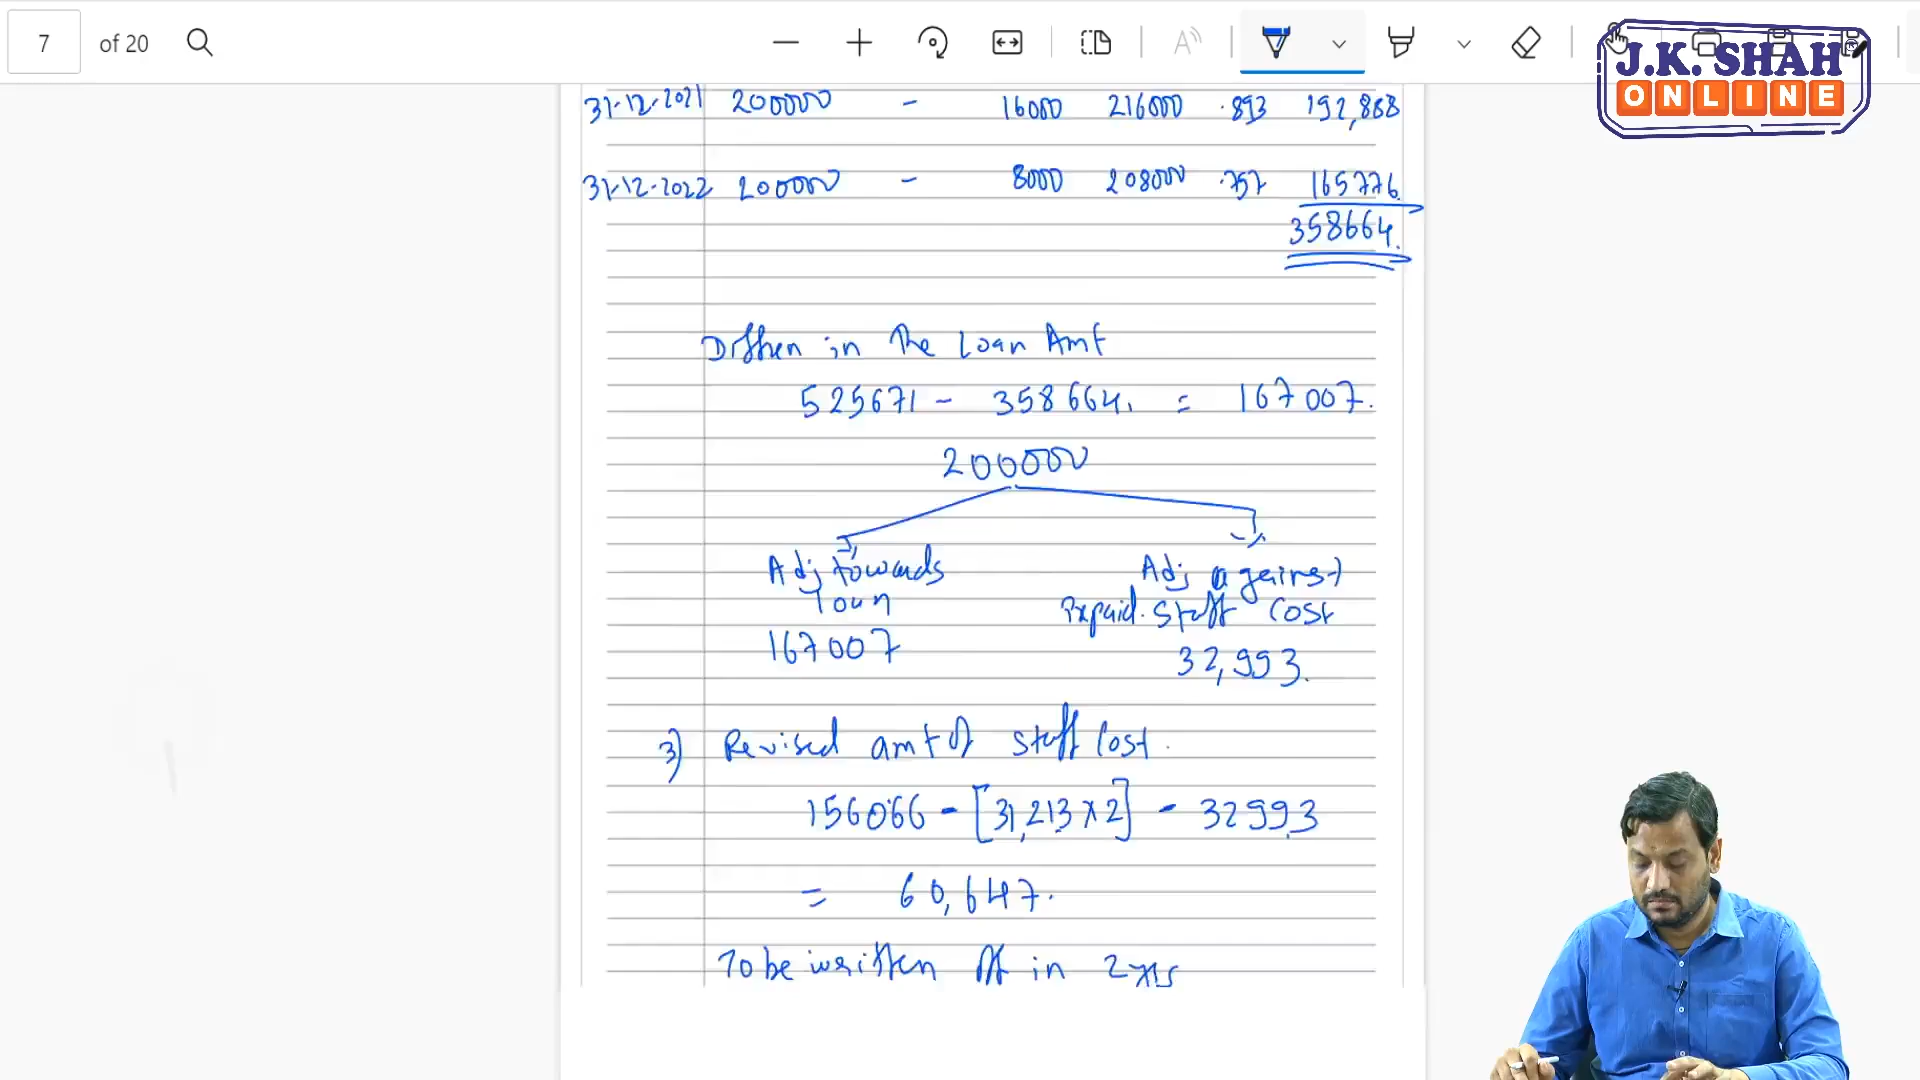 7 of 20
J.K. SHAH
ONLINE
31-12-2021 200000 - 16000 216000 .893 192,888
31-12-2022 200000 - 8000 208000 .757 165776
358664.
Differen in the Loan Amt
525671 - 358664. = 167007.
200000
Adj towards Adj against
loan Prepaid. Staff Cost
167007 32,993.
3) Revised amt of staff cost.
156066 - [31,213 x 2] - 32993
= 60,647.
To be written off in 2 yrs